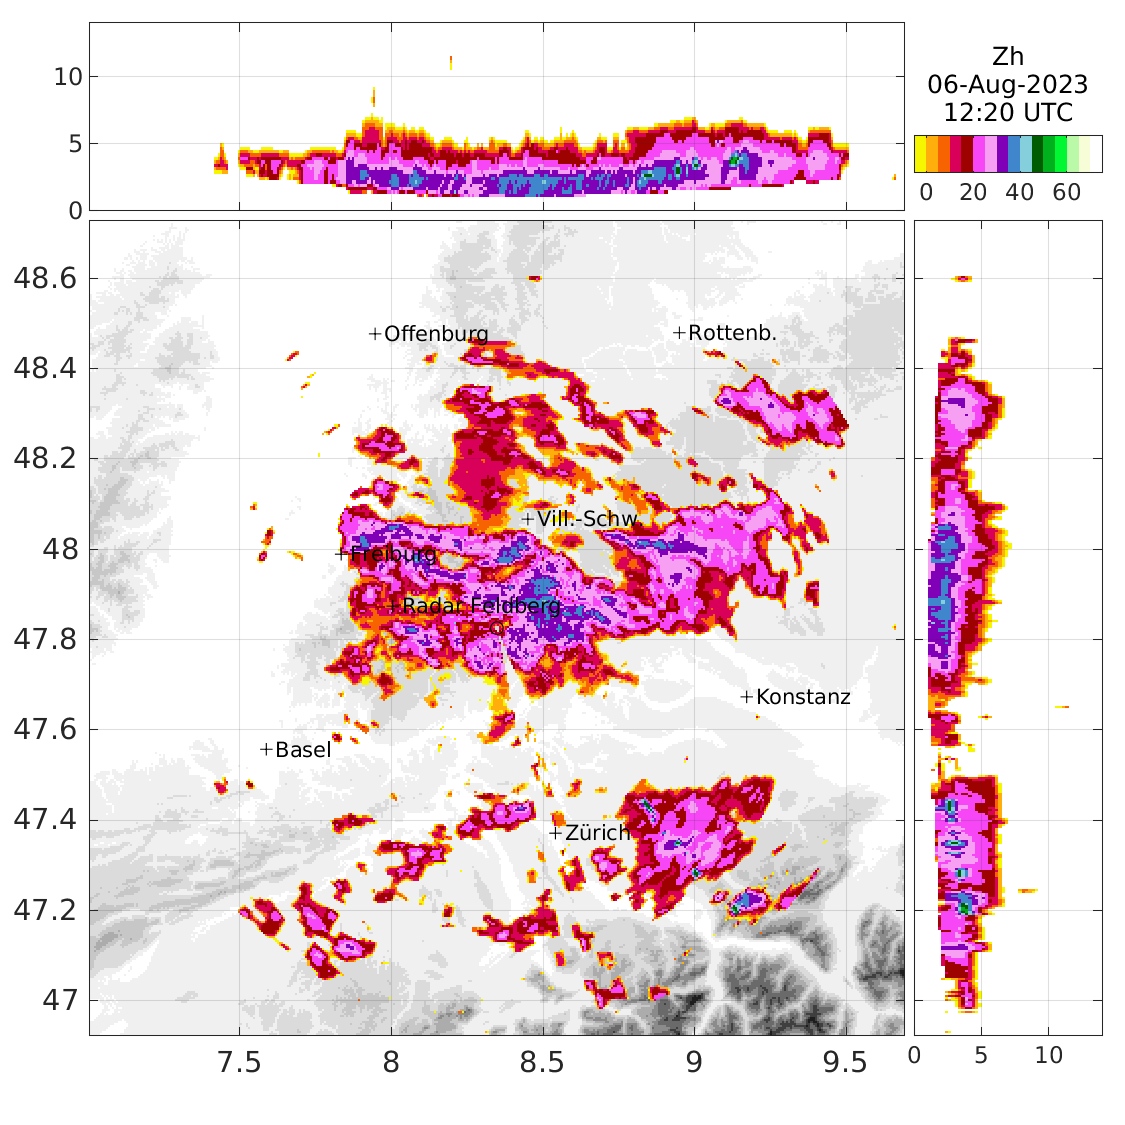 10
5
0
Zh
06-Aug-2023
12:20 UTC
0 20 40 60
48.6
48.4
48.2
48
47.8
47.6
47.4
47.2
47
+Offenburg
+Rottenb.
+Vill.-Schw
+Freiburg
+Radar Feldberg
+Konstanz
+Basel
+Zürich
7.5 8 8.5 9 9.5
0 5 10